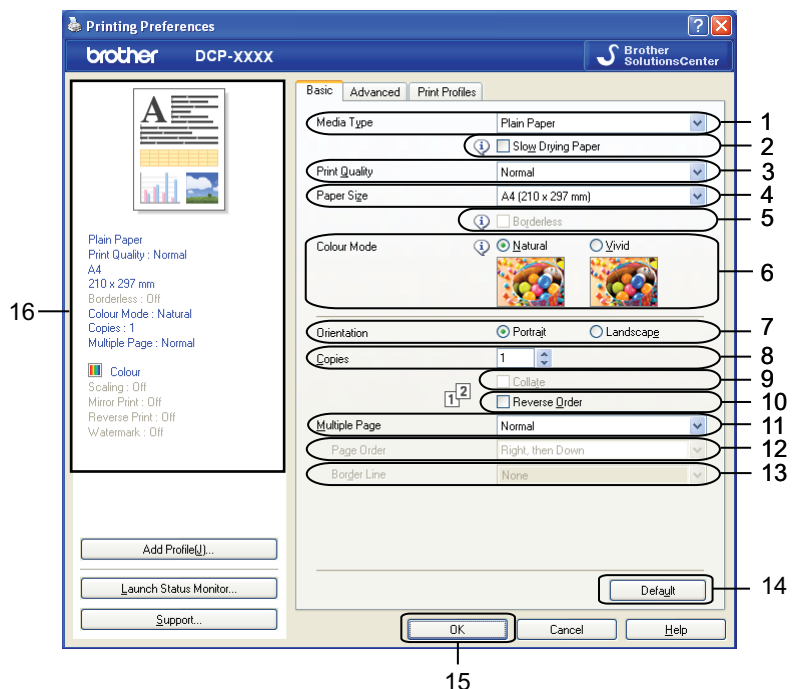 Printing Preferences
brother DCP-XXXX
Brother
SolutionsCenter
A
Plain Paper
Print Quality : Normal
A4
210 x 297 mm
Borderless : Off
Colour Mode : Natural
Copies : 1
Multiple Page : Normal
Colour
Scaling : Off
Mirror Print : Off
Reverse Print : Off
Watermark : Off
Add Profile(J)...
Launch Status Monitor...
Support...
16
Basic Advanced Print Profiles
Media Type Plain Paper 1
Slow Drying Paper 2
Print Quality Normal 3
Paper Size A4 (210 x 297 mm) 4
Borderless 5
Colour Mode Natural Vivid 6
Orientation Portrait Landscape 7
Copies 1 8
Collate 9
1 2
Reverse Order 10
Multiple Page Normal 11
Page Order Right, then Down 12
Border Line None 13
Default 14
OK Cancel Help
15